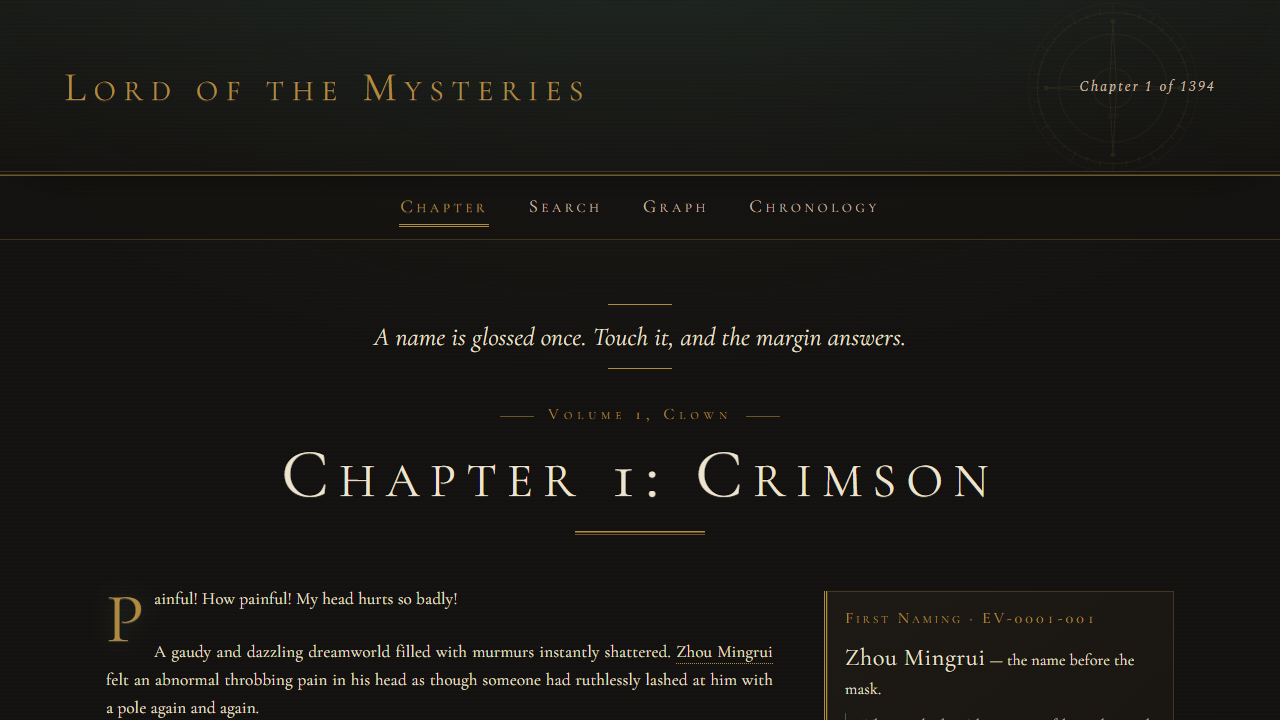 Lord of the Mysteries
Chapter 1 of 1394
Chapter Search Graph Chronology
A name is glossed once. Touch it, and the margin answers.
Volume 1, Clown
Chapter 1: Crimson
Painful! How painful! My head hurts so badly!
A gaudy and dazzling dreamworld filled with murmurs instantly shattered. Zhou Mingrui
felt an abnormal throbbing pain in his head as though someone had ruthlessly lashed at him with
a pole again and again.
First Naming · EV-0001-001
Zhou Mingrui — the name before the
mask.